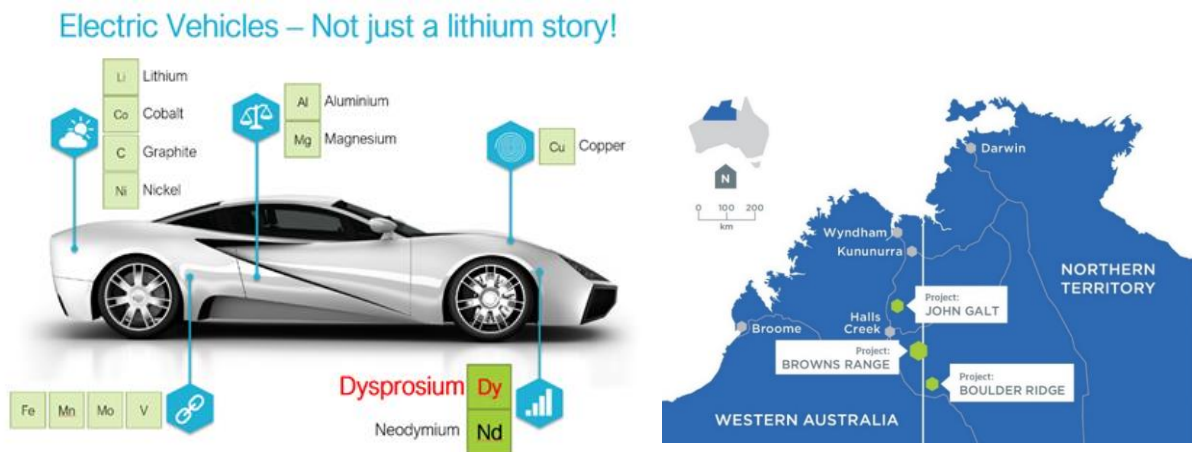 Electric Vehicles – Not just a lithium story!
Li Lithium
Co Cobalt
C Graphite
Ni Nickel
Al Aluminium
Mg Magnesium
Cu Copper
Fe Mn Mo V
Dysprosium Dy
Neodymium Nd
N
0 100 200
km
Darwin
Wyndham
Kununurra
NORTHERN
TERRITORY
Project:
JOHN GALT
Halls
Creek
Broome
Project:
BROWNS RANGE
Project:
BOULDER RIDGE
WESTERN AUSTRALIA